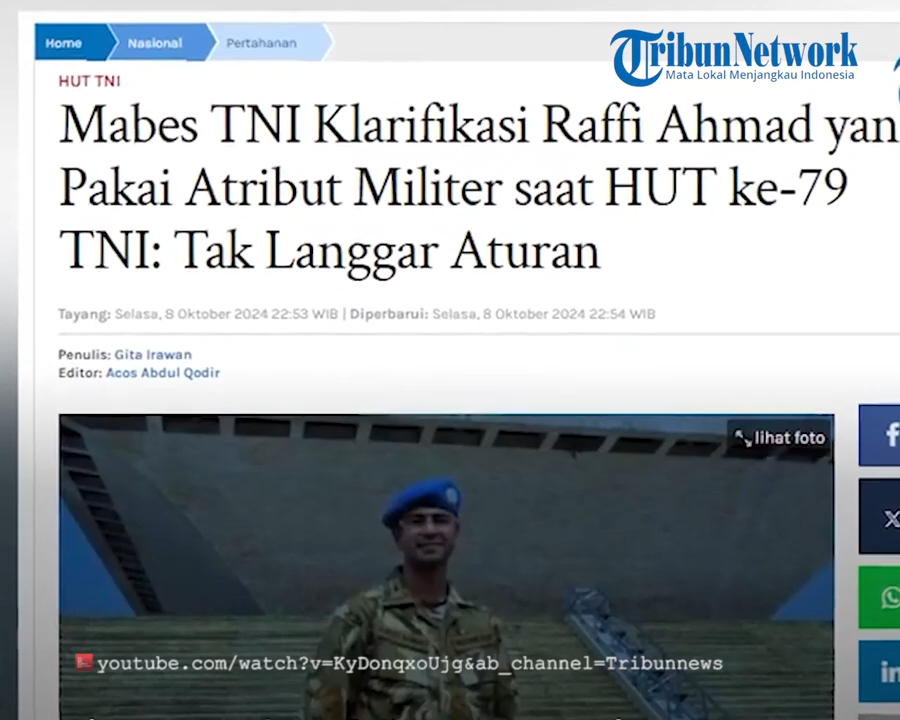 Home Nasional Pertahanan
TribunNetwork
Mata Lokal Menjangkau Indonesia
HUT TNI
Mabes TNI Klarifikasi Raffi Ahmad yan
Pakai Atribut Militer saat HUT ke-79
TNI: Tak Langgar Aturan
Tayang: Selasa, 8 Oktober 2024 22:53 WIB | Diperbarui: Selasa, 8 Oktober 2024 22:54 WIB
Penulis: Gita Irawan
Editor: Acos Abdul Qodir
lihat foto
youtube.com/watch?v=KyDonqxoUjg&ab_channel=Tribunnews